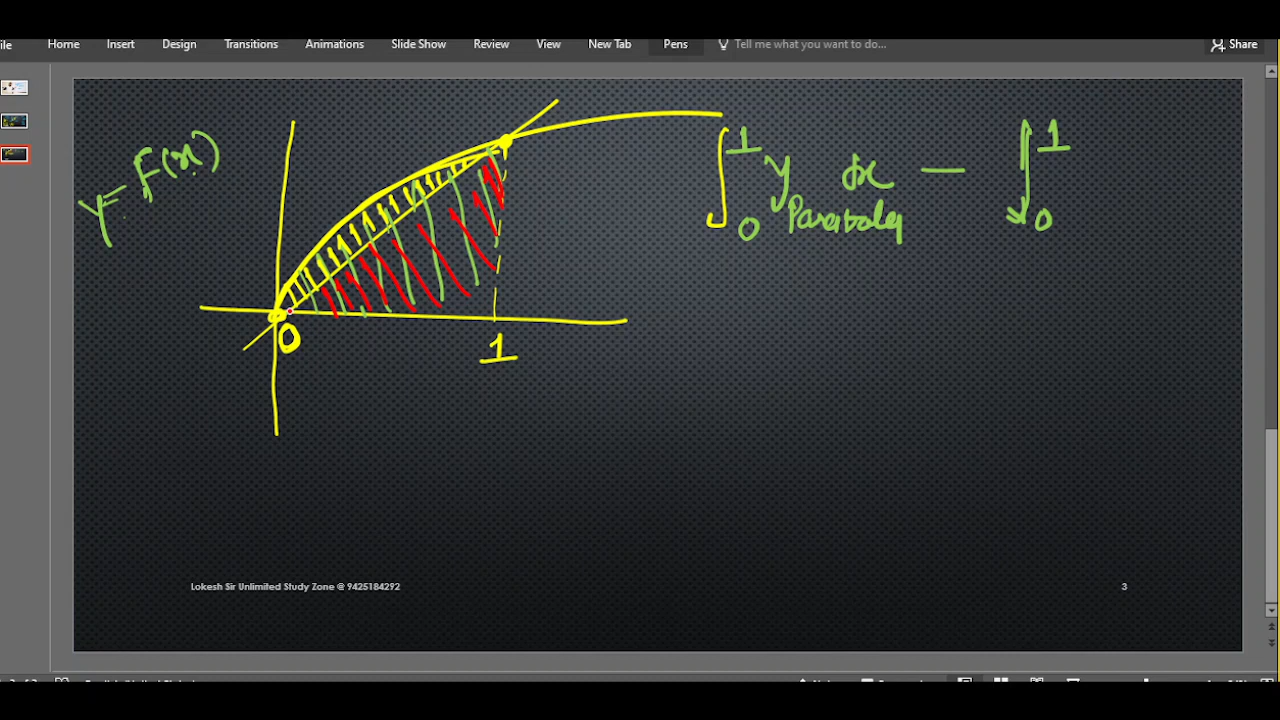 File Home Insert Design Transitions Animations Slide Show Review View New Tab Pens Tell me what you want to do... Share
y = F(x)
∫₀¹ y Parabola dx − ∫₀¹
0
1
Lokesh Sir Unlimited Study Zone @ 9425184292
3